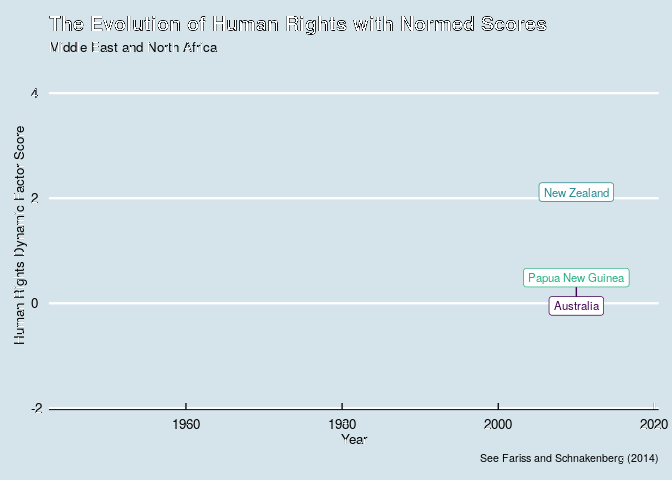 The Evolution of Human Rights with Normed Scores
Middle East and North Africa
Human Rights Dynamic Factor Score
4
2
0
-2
New Zealand
Papua New Guinea
Australia
1960
1980
2000
2020
Year
See Fariss and Schnakenberg (2014)